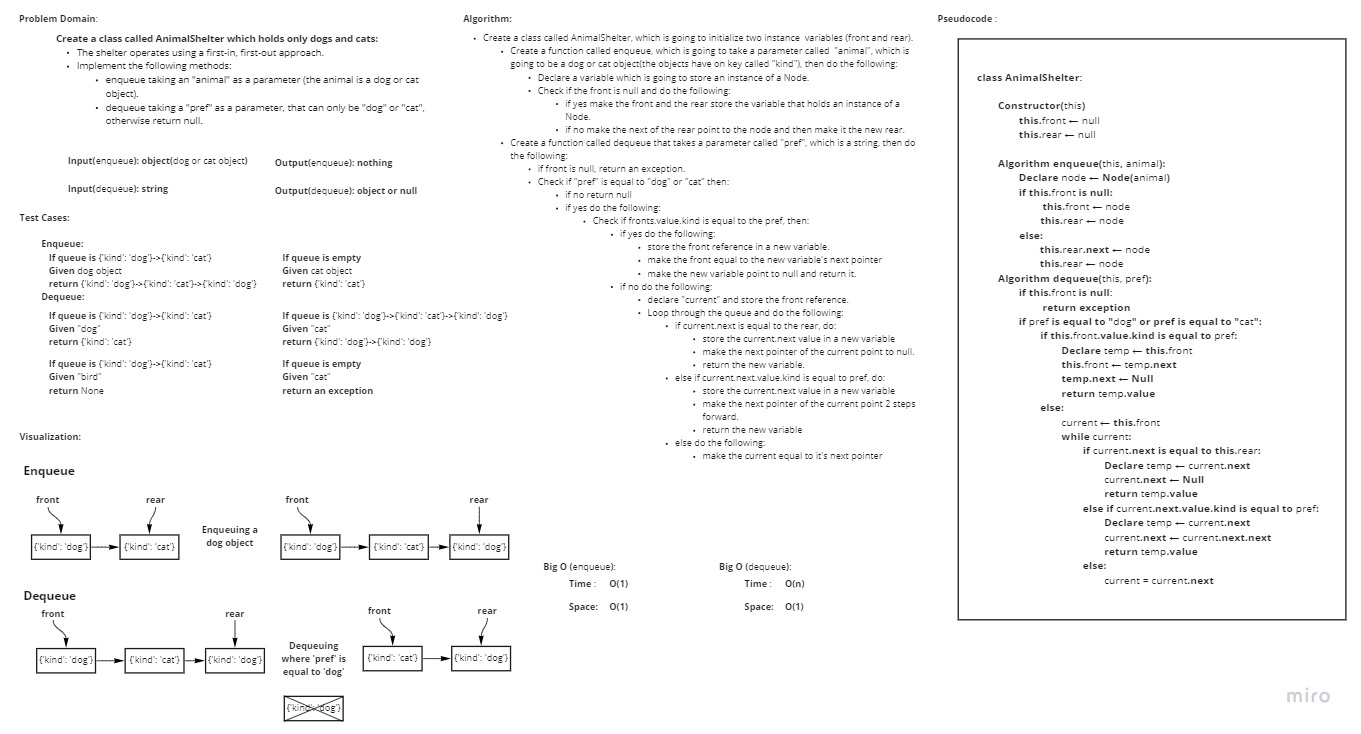 Problem Domain:
Create a class called AnimalShelter which holds only dogs and cats:
• The shelter operates using a first-in, first-out approach.
• Implement the following methods:
• enqueue taking an "animal" as a parameter (the animal is a dog or cat
object).
• dequeue taking a "pref" as a parameter, that can only be "dog" or "cat",
otherwise return null.
Input(enqueue): object(dog or cat object)
Output(enqueue): nothing
Input(dequeue): string
Output(dequeue): object or null
Test Cases:
Enqueue:
If queue is {'kind': 'dog'}->{'kind': 'cat'}
Given dog object
return {'kind': 'dog'}->{'kind': 'cat'}->{'kind': 'dog'}
If queue is empty
Given cat object
return {'kind': 'cat'}
Dequeue:
If queue is {'kind': 'dog'}->{'kind': 'cat'}
Given "dog"
return {'kind': 'cat'}
If queue is {'kind': 'dog'}->{'kind': 'cat'}->{'kind': 'dog'}
Given "cat"
return {'kind': 'dog'}->{'kind': 'dog'}
If queue is {'kind': 'dog'}->{'kind': 'cat'}
Given "bird"
return None
If queue is empty
Given "cat"
return an exception
Visualization:
Enqueue
front
rear
{'kind': 'dog'}
{'kind': 'cat'}
Enqueuing a
dog object
front
rear
{'kind': 'dog'}
{'kind': 'cat'}
{'kind': 'dog'}
Dequeue
front
rear
{'kind': 'dog'}
{'kind': 'cat'}
{'kind': 'dog'}
Dequeuing
where 'pref' is
equal to 'dog'
{'kind': 'dog'}
front
rear
{'kind': 'cat'}
{'kind': 'dog'}
Algorithm:
• Create a class called AnimalShelter, which is going to initialize two instance variables (front and rear).
• Create a function called enqueue, which is going to take a parameter called "animal", which is
going to be a dog or cat object(the objects have on key called "kind"), then do the following:
• Declare a variable which is going to store an instance of a Node.
• Check if the front is null and do the following:
• if yes make the front and the rear store the variable that holds an instance of a
Node.
• if no make the next of the rear point to the node and then make it the new rear.
• Create a function called dequeue that takes a parameter called "pref", which is a string, then do
the following:
• if front is null, return an exception.
• Check if "pref" is equal to "dog" or "cat" then:
• if no return null
• if yes do the following:
• Check if fronts.value.kind is equal to the pref, then:
• if yes do the following:
• store the front reference in a new variable.
• make the front equal to the new variable's next pointer
• make the new variable point to null and return it.
• if no do the following:
• declare "current" and store the front reference.
• Loop through the queue and do the following:
• if current.next is equal to the rear, do:
• store the current.next value in a new variable
• make the next pointer of the current point to null.
• return the new variable.
• else if current.next.value.kind is equal to pref, do:
• store the current.next value in a new variable
• make the next pointer of the current point 2 steps
forward.
• return the new variable
• else do the following:
• make the current equal to it's next pointer
Big O (enqueue):
Time : O(1)
Space: O(1)
Big O (dequeue):
Time : O(n)
Space: O(1)
Pseudocode :
class AnimalShelter:
Constructor(this)
this.front ← null
this.rear ← null
Algorithm enqueue(this, animal):
Declare node ← Node(animal)
if this.front is null:
this.front ← node
this.rear ← node
else:
this.rear.next ← node
this.rear ← node
Algorithm dequeue(this, pref):
if this.front is null:
return exception
if pref is equal to "dog" or pref is equal to "cat":
if this.front.value.kind is equal to pref:
Declare temp ← this.front
this.front ← temp.next
temp.next ← Null
return temp.value
else:
current ← this.front
while current:
if current.next is equal to this.rear:
Declare temp ← current.next
current.next ← Null
return temp.value
else if current.next.value.kind is equal to pref:
Declare temp ← current.next
current.next ← current.next.next
return temp.value
else:
current = current.next
miro